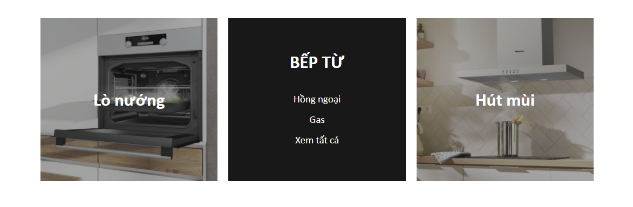 Lò nướng
BẾP TỪ
Hồng ngoại
Gas
Xem tất cả
Hút mùi